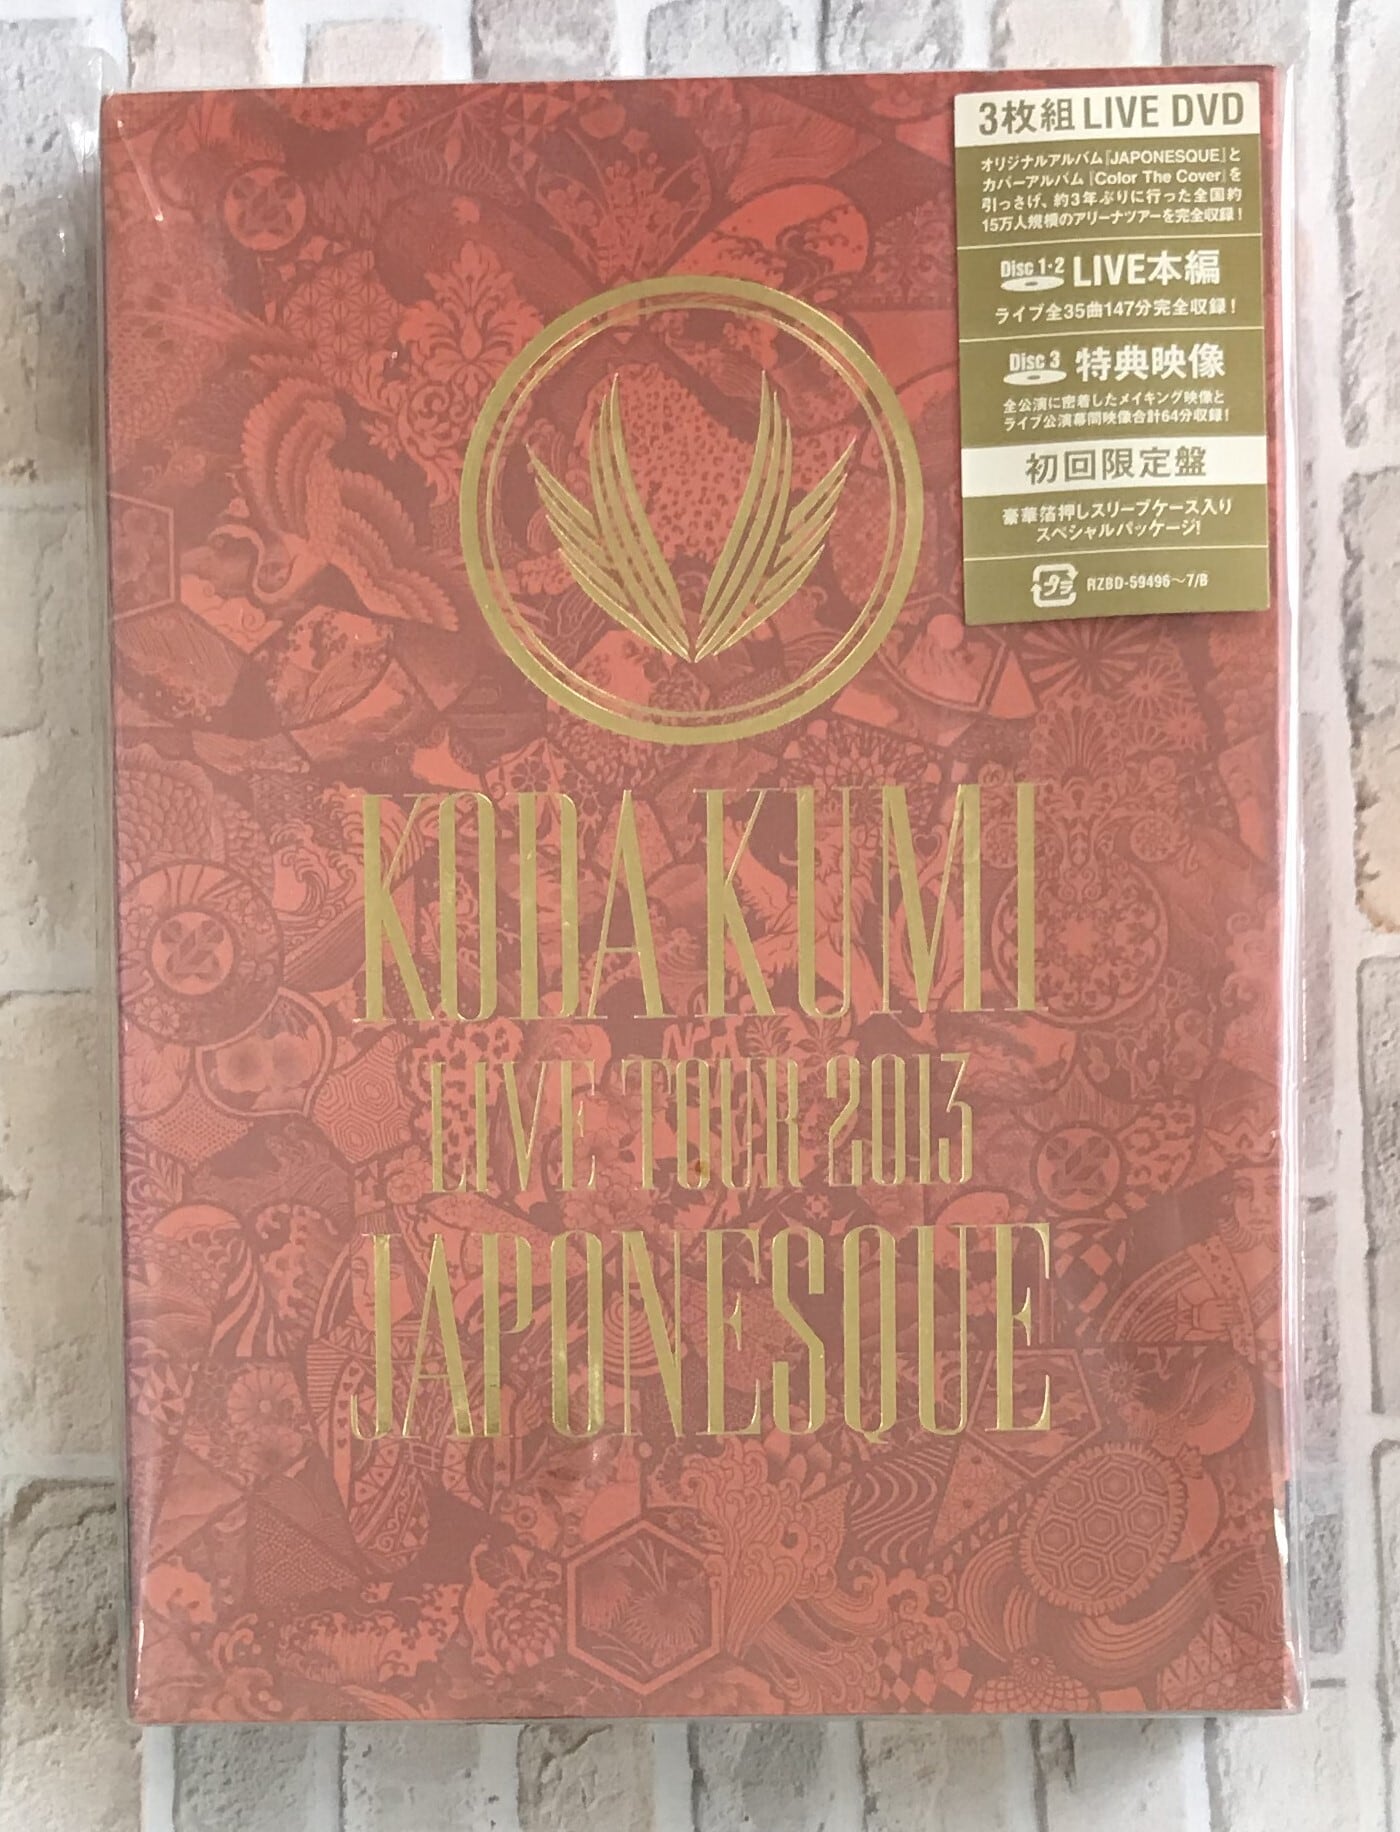 3枚組 LIVE DVD
オリジナルアルバム『JAPONESQUE』と
カバーアルバム『Color The Cover』を
引っさげ、約3年ぶりに行った全国約
15万人規模のアリーナツアーを完全収録！
Disc 1・2 LIVE本編
ライブ全35曲147分完全収録！
Disc 3 特典映像
全公演に密着したメイキング映像と
ライブ公演幕間映像合計64分収録！
初回限定盤
豪華箔押しスリーブケース入り
スペシャルパッケージ!
プラ RZBD-59496～7/B
KODA KUMI
LIVE TOUR 2013
JAPONESQUE